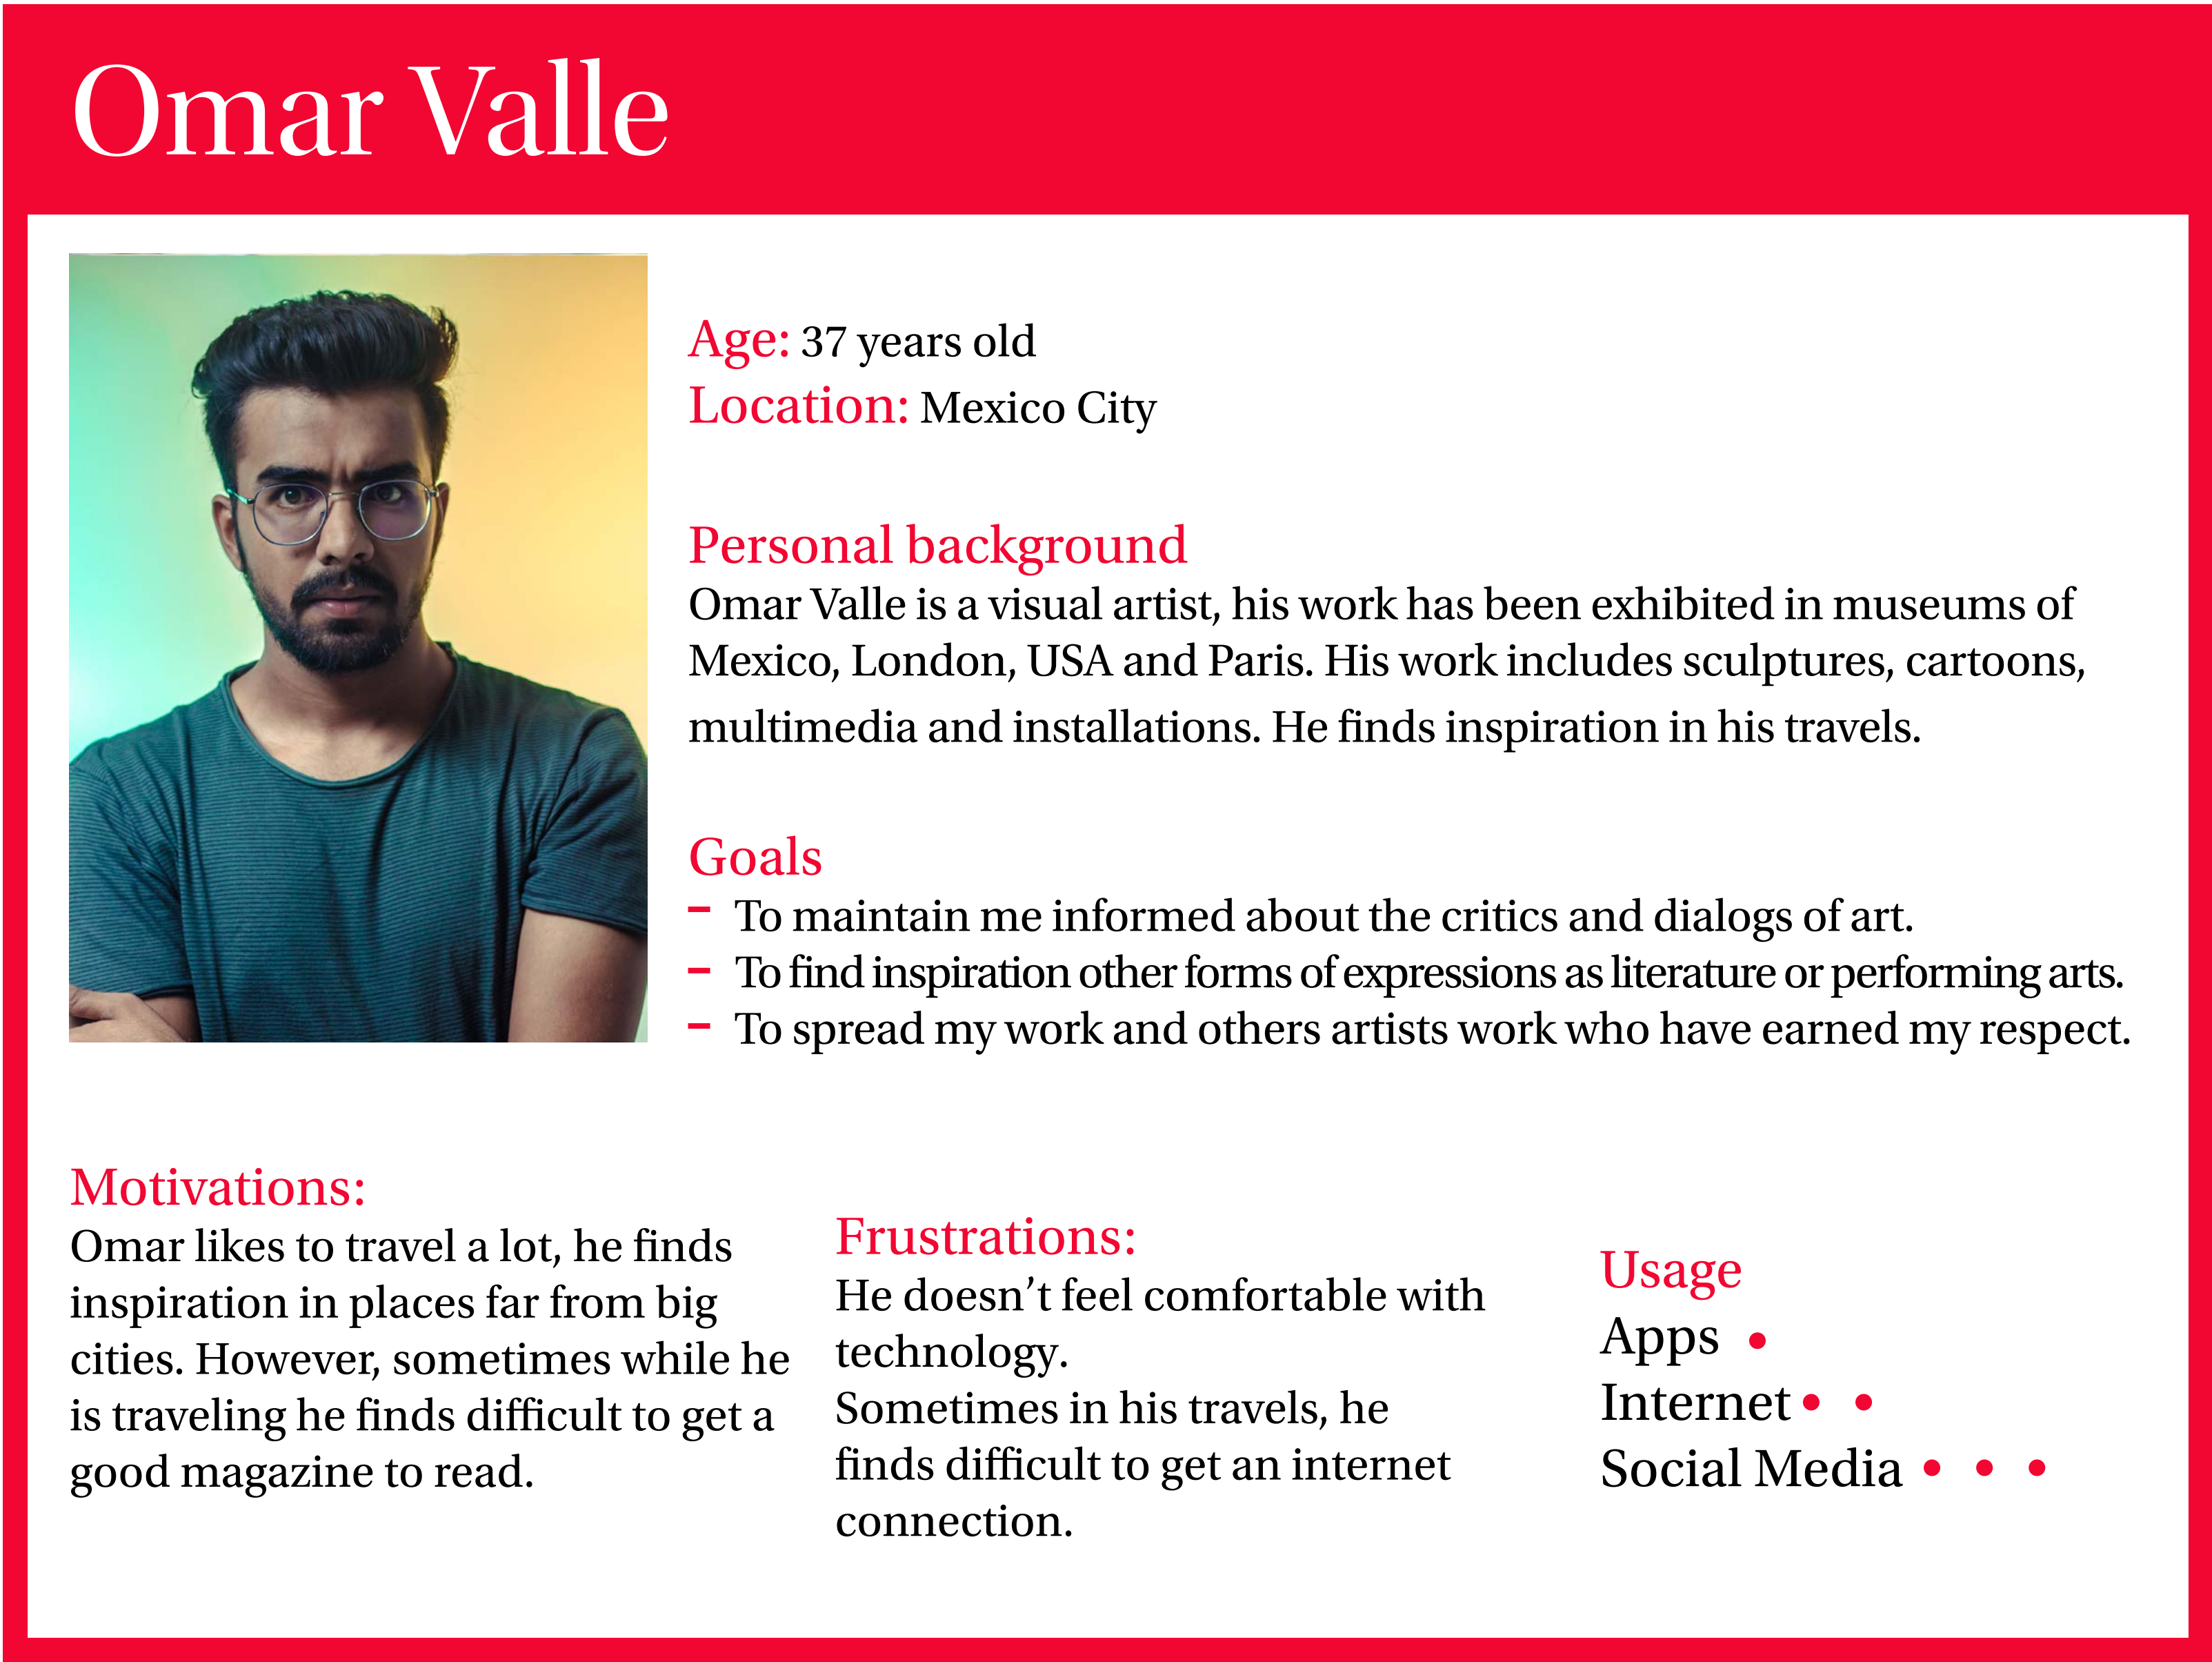 Omar Valle
Age: 37 years old
Location: Mexico City
Personal background
Omar Valle is a visual artist, his work has been exhibited in museums of
Mexico, London, USA and Paris. His work includes sculptures, cartoons,
multimedia and installations. He finds inspiration in his travels.
Goals
– To maintain me informed about the critics and dialogs of art.
– To find inspiration other forms of expressions as literature or performing arts.
– To spread my work and others artists work who have earned my respect.
Motivations:
Omar likes to travel a lot, he finds
inspiration in places far from big
cities. However, sometimes while he
is traveling he finds difficult to get a
good magazine to read.
Frustrations:
He doesn’t feel comfortable with
technology.
Sometimes in his travels, he
finds difficult to get an internet
connection.
Usage
Apps •
Internet • •
Social Media • • •